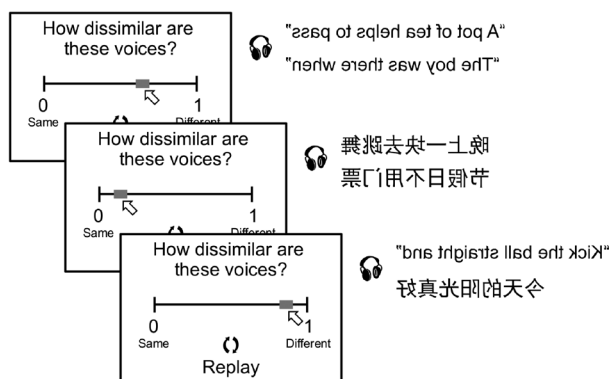 How dissimilar are
these voices?
0
1
Same
Different
"A pot of tea helps to pass"
"The boy was there when"
How dissimilar are
these voices?
0
1
Same
Different
晚上一块去跳舞
节假日不用门票
How dissimilar are
these voices?
0
1
Same
Different
Replay
"Kick the ball straight and"
今天的阳光真好